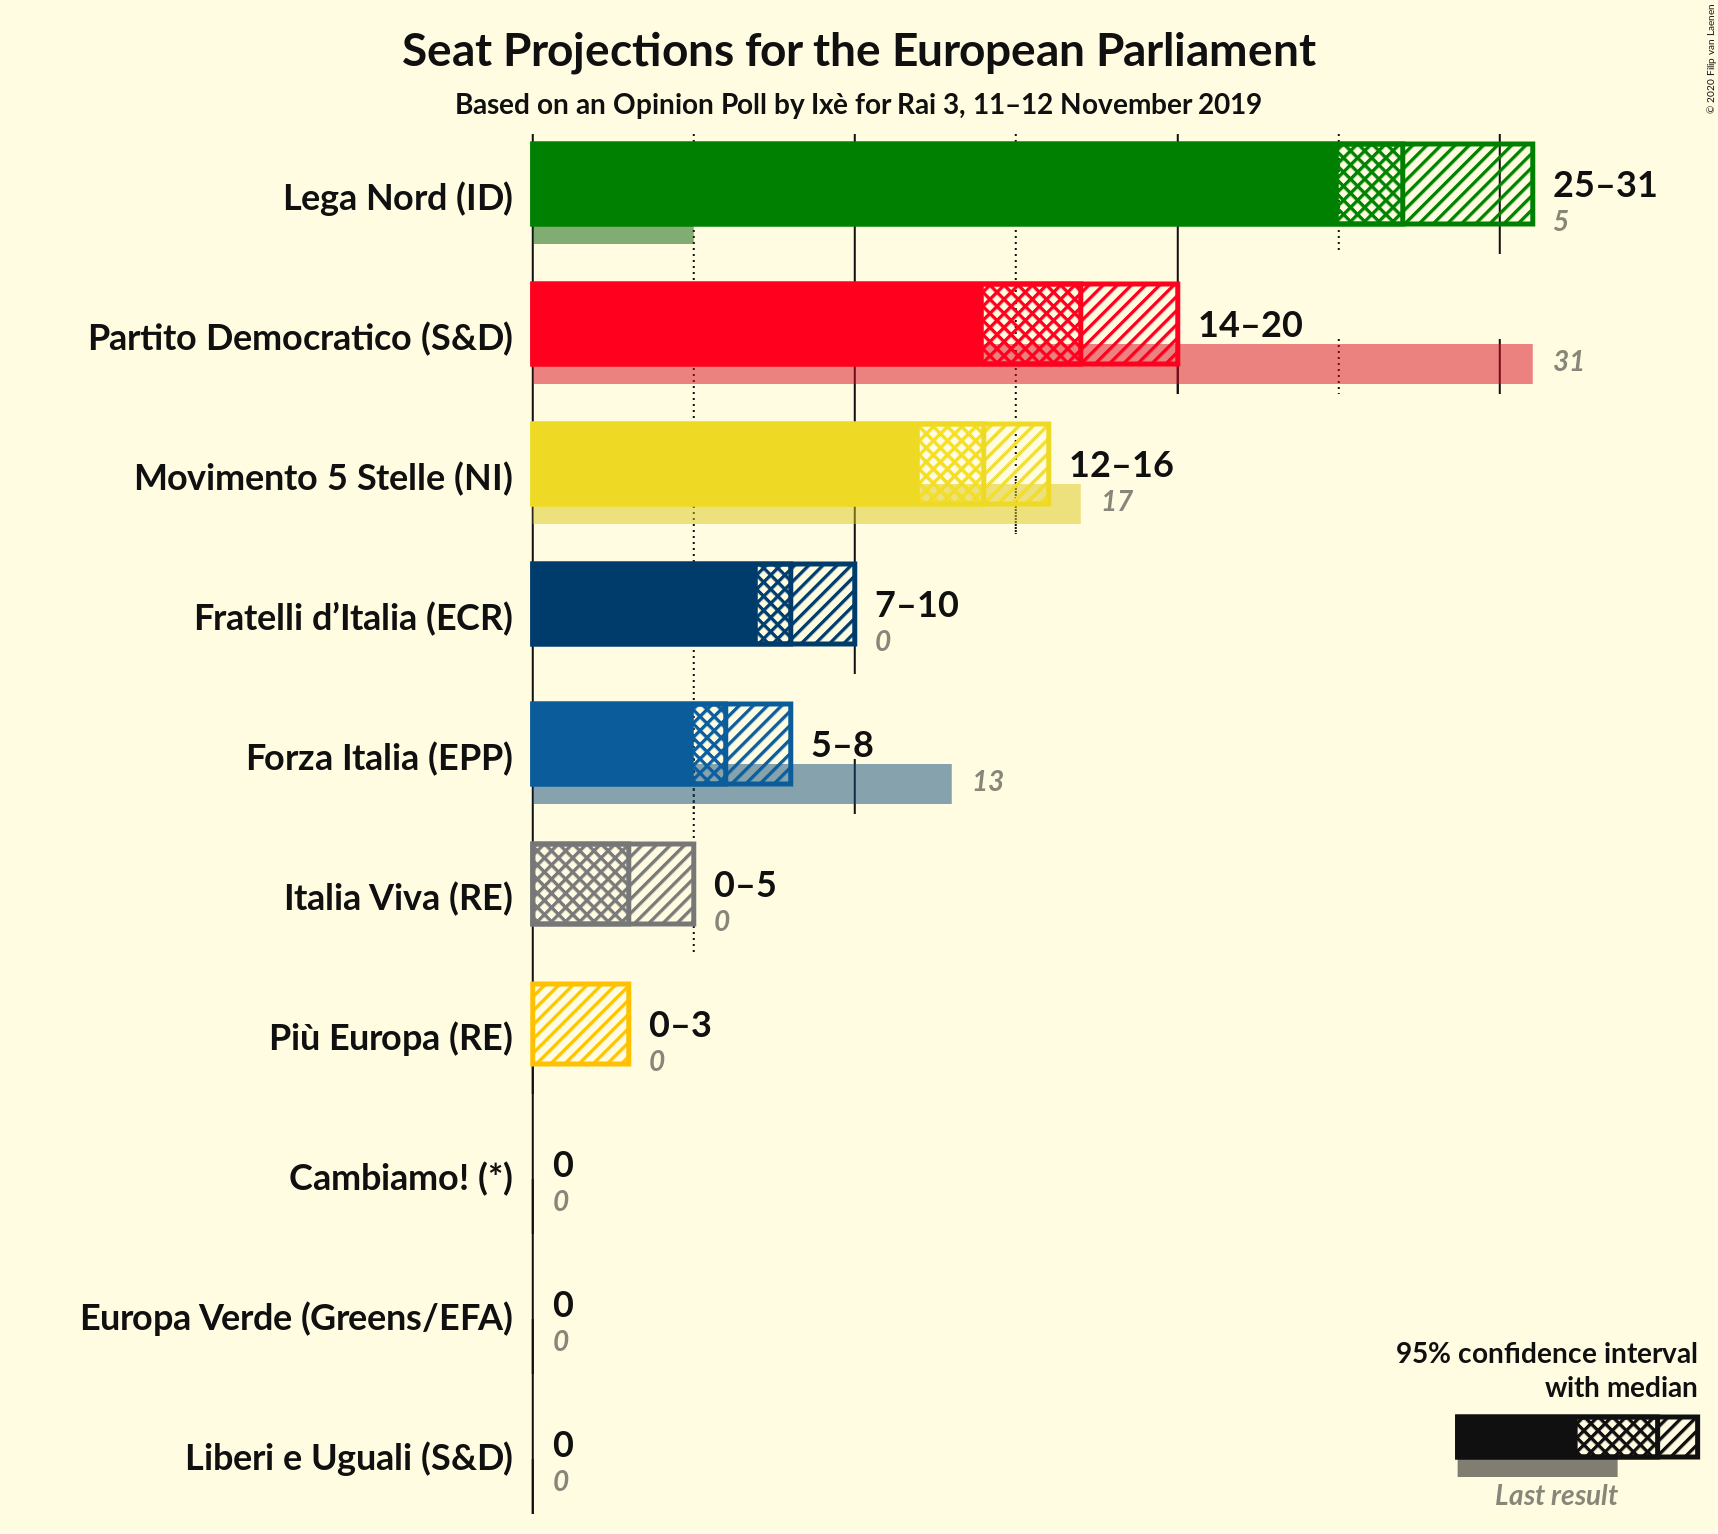 Seat Projections for the European Parliament
Based on an Opinion Poll by Ixè for Rai 3, 11–12 November 2019
© 2020 Filip van Laenen
Lega Nord (ID)
25–31
5
Partito Democratico (S&D)
14–20
31
Movimento 5 Stelle (NI)
12–16
17
Fratelli d’Italia (ECR)
7–10
0
Forza Italia (EPP)
5–8
13
Italia Viva (RE)
0–5
0
Più Europa (RE)
0–3
0
Cambiamo! (*)
0
0
Europa Verde (Greens/EFA)
0
0
Liberi e Uguali (S&D)
0
0
95% confidence interval
with median
Last result